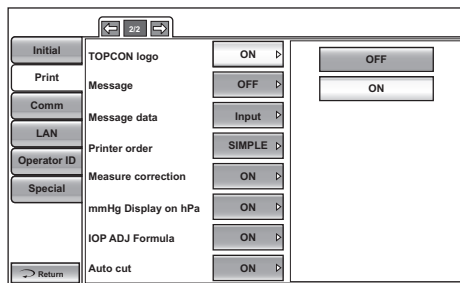 2/2
Initial
Print
Comm
LAN
Operator ID
Special
Return
TOPCON logo ON
Message OFF
Message data Input
Printer order SIMPLE
Measure correction ON
mmHg Display on hPa ON
IOP ADJ Formula ON
Auto cut ON
OFF
ON